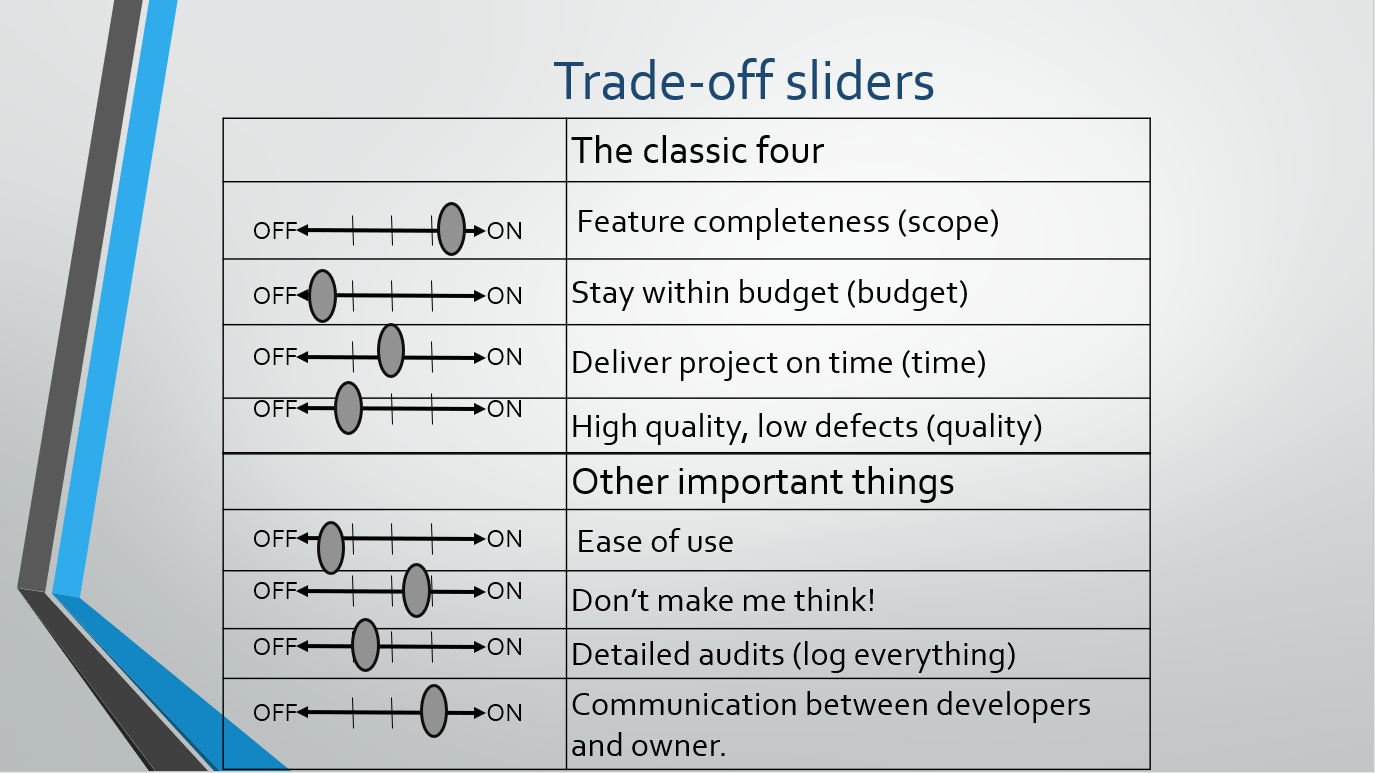 Trade-off sliders
The classic four
OFF ON Feature completeness (scope)
OFF ON Stay within budget (budget)
OFF ON Deliver project on time (time)
OFF ON High quality, low defects (quality)
Other important things
OFF ON Ease of use
OFF ON Don’t make me think!
OFF ON Detailed audits (log everything)
OFF ON Communication between developers
and owner.